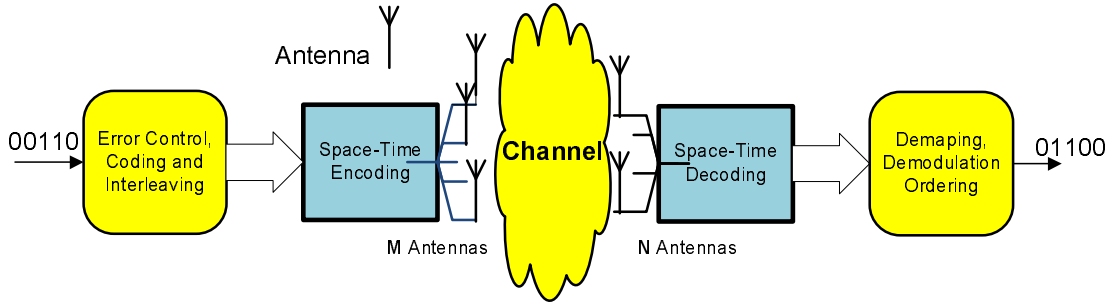 Antenna
00110
Error Control,
Coding and
Interleaving
Space-Time
Encoding
M Antennas
Channel
N Antennas
Space-Time
Decoding
Demaping,
Demodulation
Ordering
01100